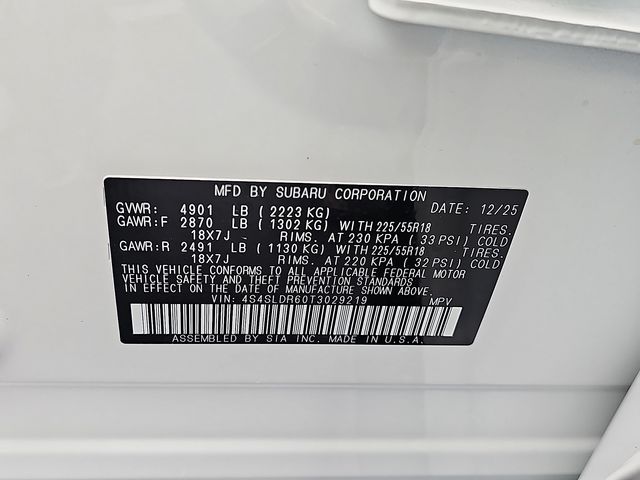 MFD BY SUBARU CORPORATION
GVWR: 4901 LB (2223 KG) DATE: 12/25
GAWR:F 2870 LB (1302 KG) WITH 225/55R18 TIRES.
18X7J RIMS. AT 230 KPA (33 PSI) COLD
GAWR:R 2491 LB (1130 KG) WITH 225/55R18 TIRES.
18X7J RIMS. AT 220 KPA (32 PSI) COLD
THIS VEHICLE CONFORMS TO ALL APPLICABLE FEDERAL MOTOR
VEHICLE SAFETY AND THEFT PREVENTION STANDARDS
IN EFFECT ON THE DATE OF MANUFACTURE SHOWN ABOVE.
VIN: 4S4SLDR60T3029219 MPV
ASSEMBLED BY SIA INC. MADE IN U.S.A.